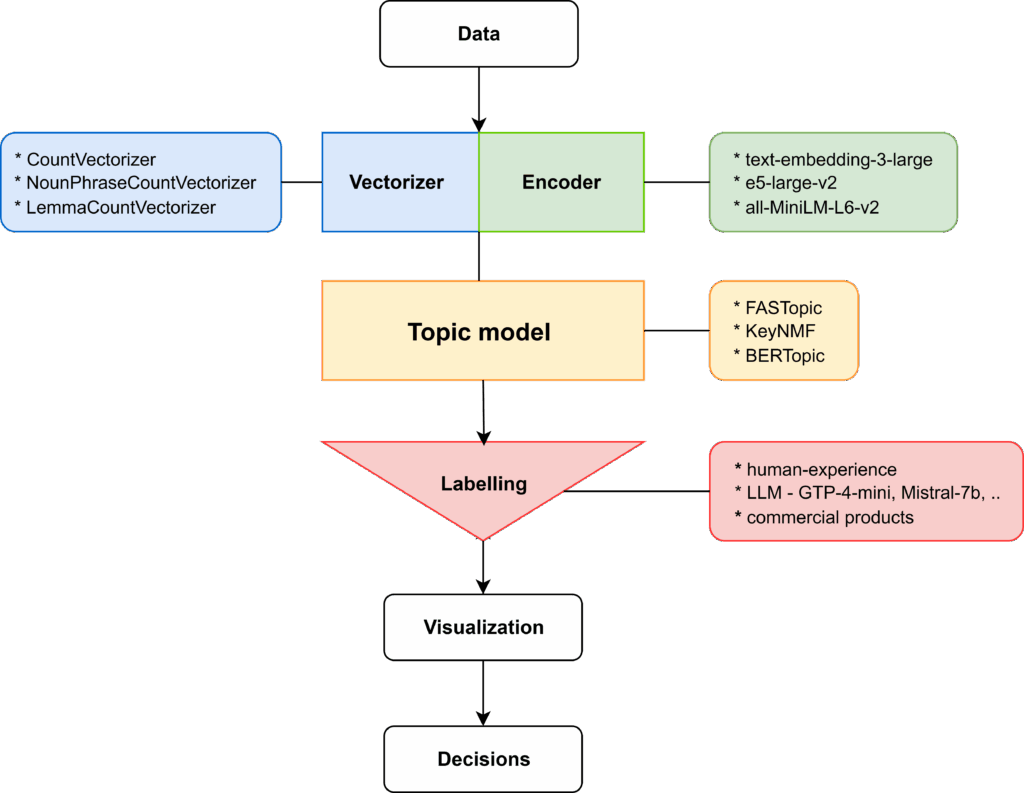 Data
* CountVectorizer
* NounPhraseCountVectorizer
* LemmaCountVectorizer
Vectorizer
Encoder
* text-embedding-3-large
* e5-large-v2
* all-MiniLM-L6-v2
Topic model
* FASTopic
* KeyNMF
* BERTopic
Labelling
* human-experience
* LLM - GTP-4-mini, Mistral-7b, ..
* commercial products
Visualization
Decisions